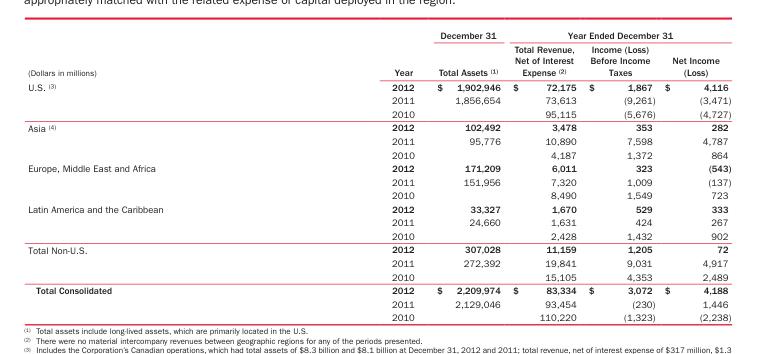 appropriately matched with the related expense or capital deployed in the region.
December 31 Year Ended December 31
Total Revenue, Income (Loss)
Net of Interest Before Income Net Income
(Dollars in millions) Year Total Assets (1) Expense (2) Taxes (Loss)
U.S. (3) 2012 $ 1,902,946 $ 72,175 $ 1,867 $ 4,116
2011 1,856,654 73,613 (9,261) (3,471)
2010 95,115 (5,676) (4,727)
Asia (4) 2012 102,492 3,478 353 282
2011 95,776 10,890 7,598 4,787
2010 4,187 1,372 864
Europe, Middle East and Africa 2012 171,209 6,011 323 (543)
2011 151,956 7,320 1,009 (137)
2010 8,490 1,549 723
Latin America and the Caribbean 2012 33,327 1,670 529 333
2011 24,660 1,631 424 267
2010 2,428 1,432 902
Total Non-U.S. 2012 307,028 11,159 1,205 72
2011 272,392 19,841 9,031 4,917
2010 15,105 4,353 2,489
Total Consolidated 2012 $ 2,209,974 $ 83,334 $ 3,072 $ 4,188
2011 2,129,046 93,454 (230) 1,446
2010 110,220 (1,323) (2,238)
(1) Total assets include long-lived assets, which are primarily located in the U.S.
(2) There were no material intercompany revenues between geographic regions for any of the periods presented.
(3) Includes the Corporation's Canadian operations, which had total assets of $8.3 billion and $8.1 billion at December 31, 2012 and 2011; total revenue, net of interest expense of $317 million, $1.3